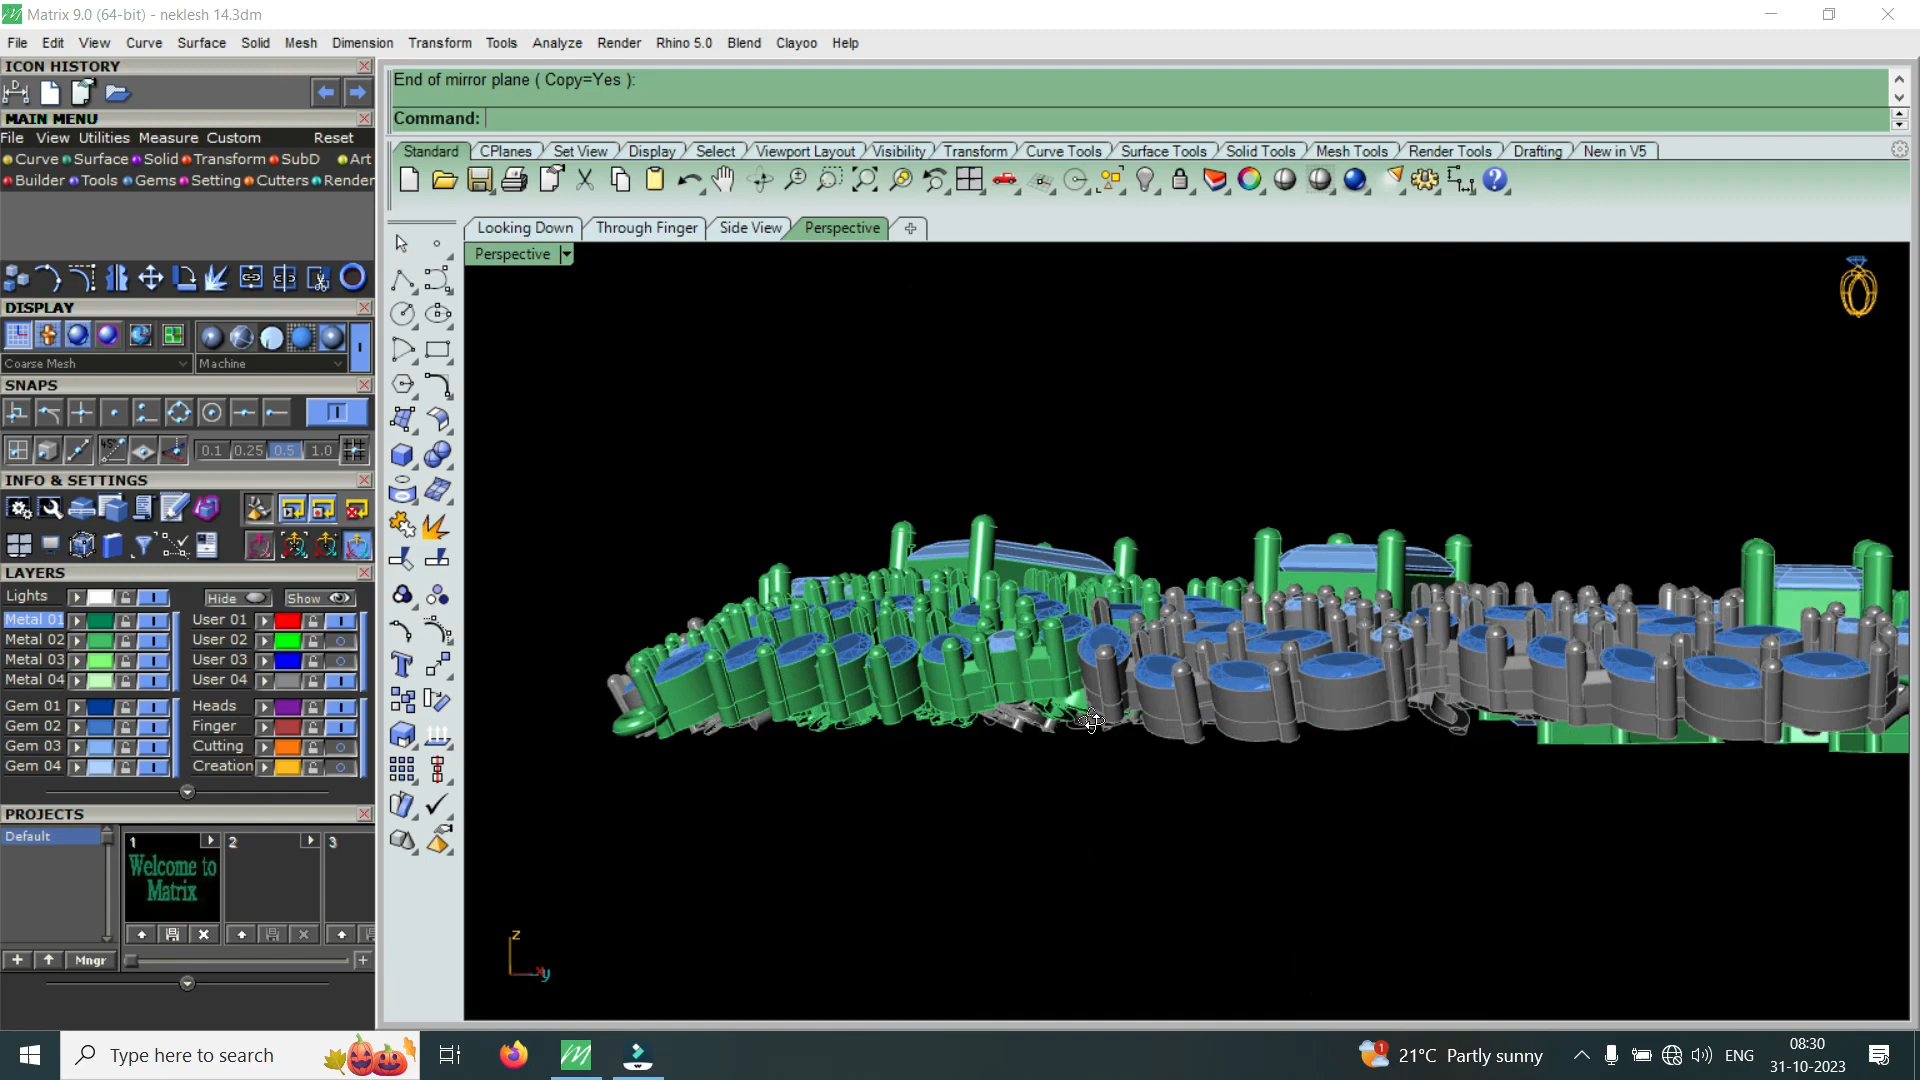 Matrix 9.0 (64-bit) - neklesh 14.3dm
File Edit View Curve Surface Solid Mesh Dimension Transform Tools Analyze Render Rhino 5.0 Blend Clayoo Help
ICON HISTORY
MAIN MENU
File View Utilities Measure Custom Reset
Curve Surface Solid Transform SubD Art
Builder Tools Gems Setting Cutters Render
DISPLAY
Coarse Mesh Machine
SNAPS
0.1 0.25 0.5 1.0
INFO & SETTINGS
LAYERS
Lights Hide Show
Metal 01 User 01
Metal 02 User 02
Metal 03 User 03
Metal 04 User 04
Gem 01 Heads
Gem 02 Finger
Gem 03 Cutting
Gem 04 Creation
PROJECTS
Default
1 2 3
Welcome to
Matrix
Mngr
End of mirror plane ( Copy=Yes ):
Command:
Standard CPlanes Set View Display Select Viewport Layout Visibility Transform Curve Tools Surface Tools Solid Tools Mesh Tools Render Tools Drafting New in V5
Looking Down Through Finger Side View Perspective
Perspective
z
x y
Type here to search
1
21°C Partly sunny
ENG
08:30
31-10-2023